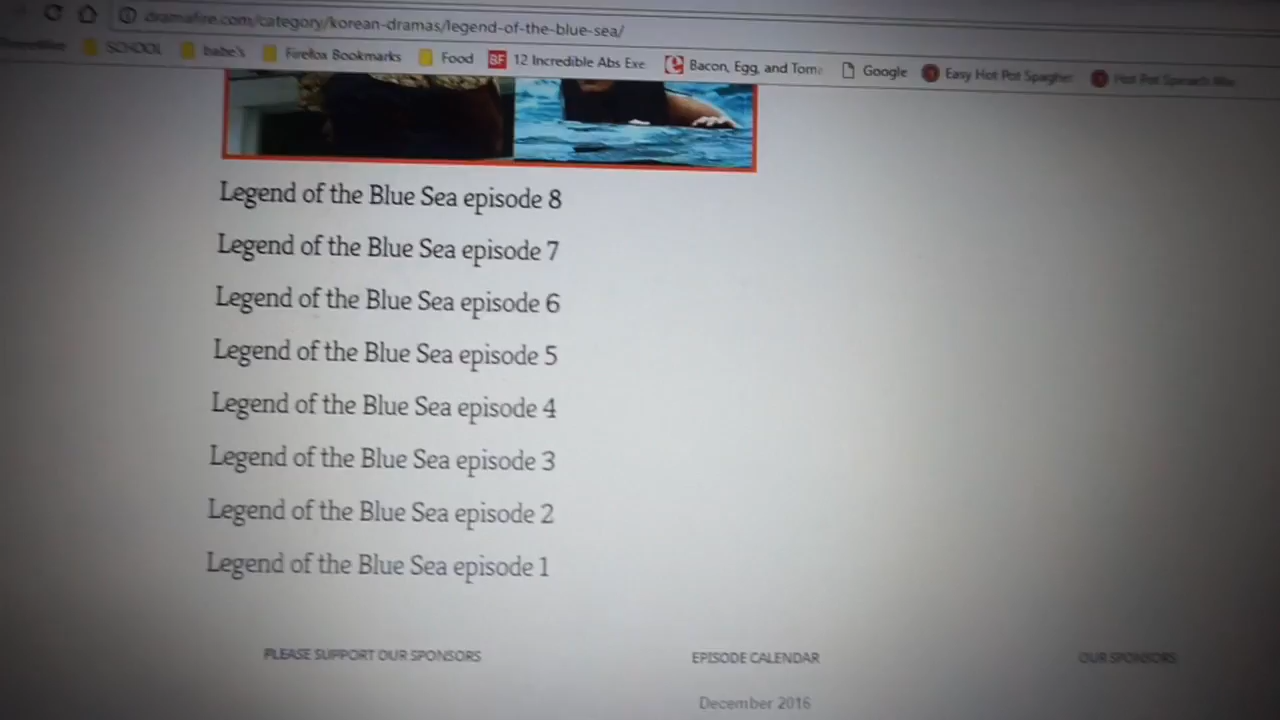 dramafire.com/category/korean-dramas/legend-of-the-blue-sea/
SCHOOL babe's Firefox Bookmarks Food BF 12 Incredible Abs Exe Bacon, Egg, and Toma Google Easy Hot Pot Spaghet
Legend of the Blue Sea episode 8
Legend of the Blue Sea episode 7
Legend of the Blue Sea episode 6
Legend of the Blue Sea episode 5
Legend of the Blue Sea episode 4
Legend of the Blue Sea episode 3
Legend of the Blue Sea episode 2
Legend of the Blue Sea episode 1
PLEASE SUPPORT OUR SPONSORS EPISODE CALENDAR OUR SPONSORS
December 2016